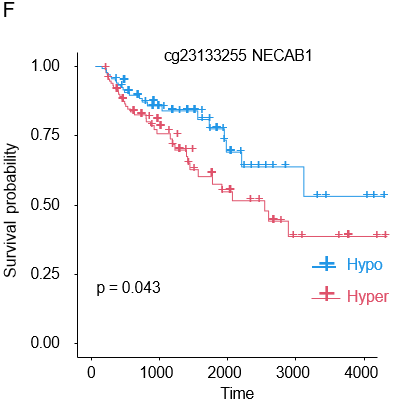 F
cg23133255 NECAB1
1.00
0.75
0.50
0.25
0.00
Survival probability
p = 0.043
Hypo
Hyper
0 1000 2000 3000 4000
Time